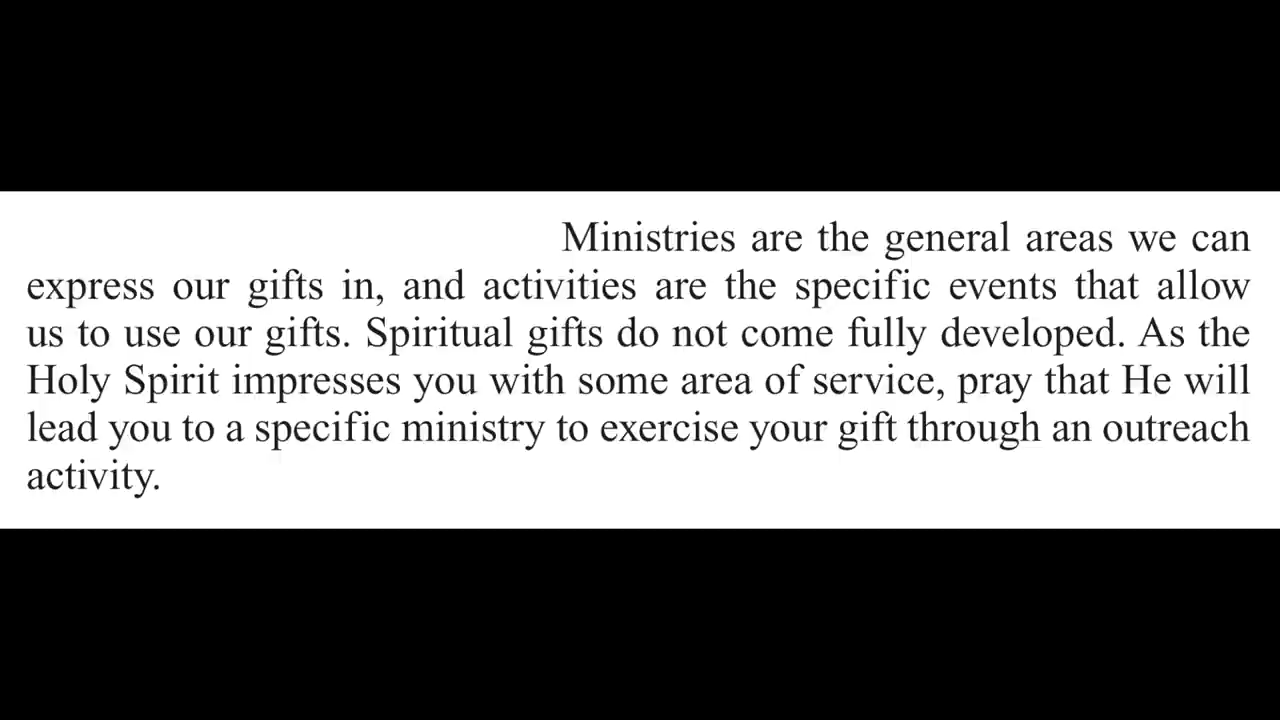 Ministries are the general areas we can
express our gifts in, and activities are the specific events that allow
us to use our gifts. Spiritual gifts do not come fully developed. As the
Holy Spirit impresses you with some area of service, pray that He will
lead you to a specific ministry to exercise your gift through an outreach
activity.